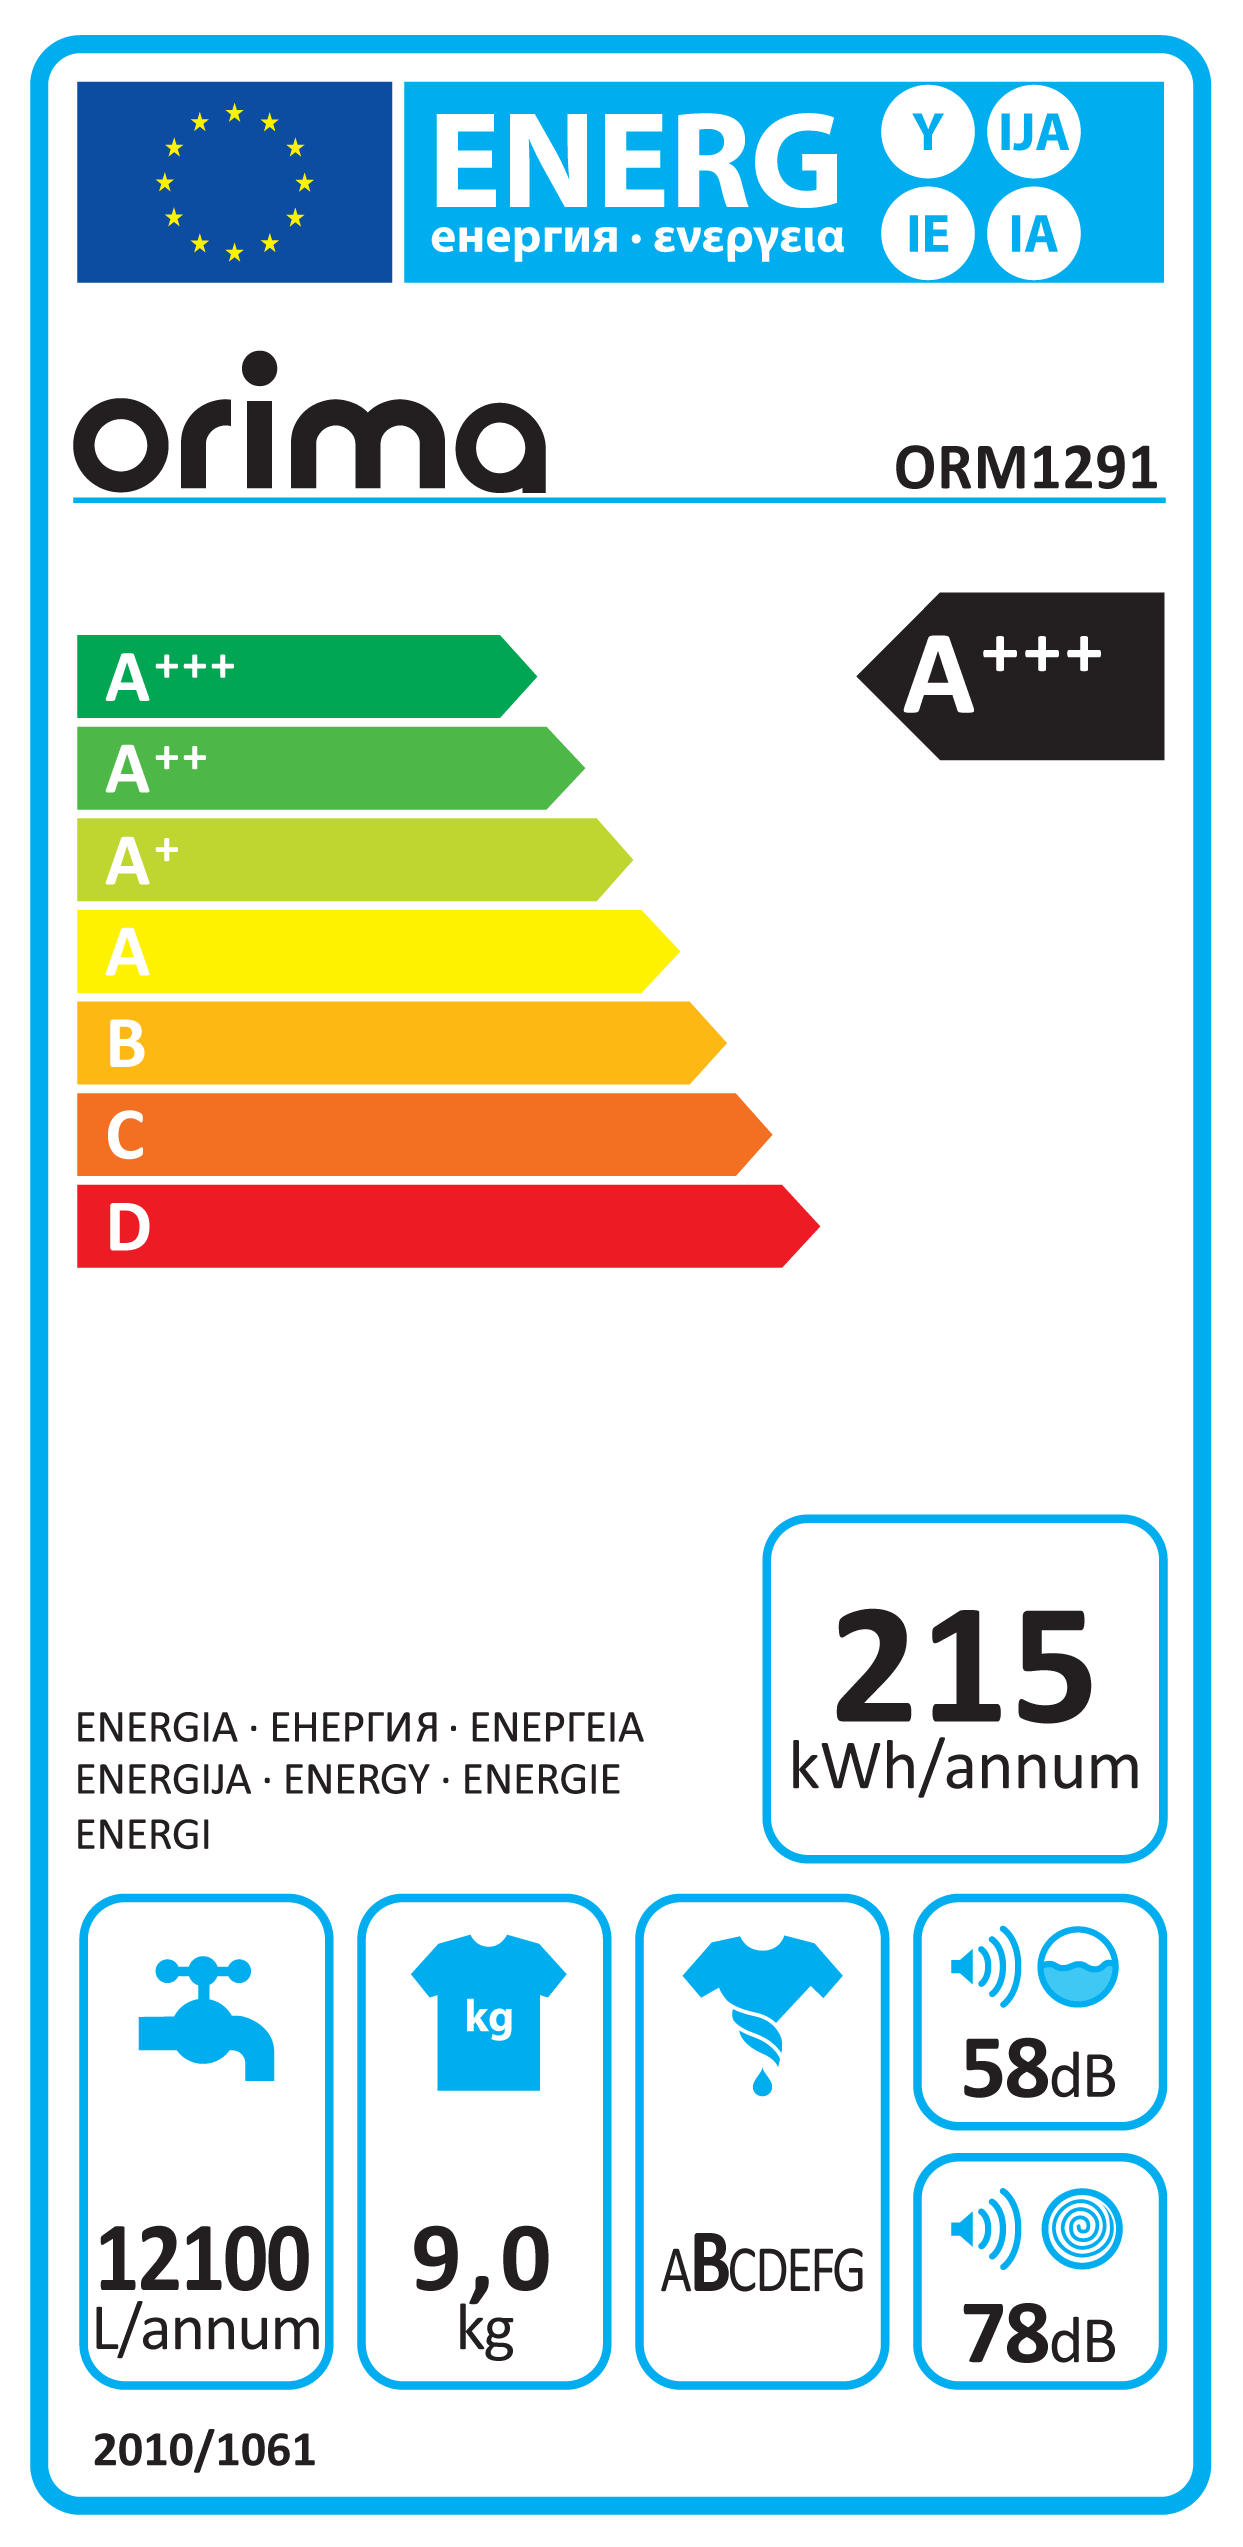 ENERG
енергия · ενεργεια
Y IJA
IE IA
orima
ORM1291
A+++
A+++
A++
A+
A
B
C
D
215
kWh/annum
ENERGIA · ЕНЕРГИЯ · ΕΝΕΡΓΕΙΑ
ENERGIJA · ENERGY · ENERGIE
ENERGI
12100
L/annum
kg
9,0
kg
ABCDEFG
58dB
78dB
2010/1061